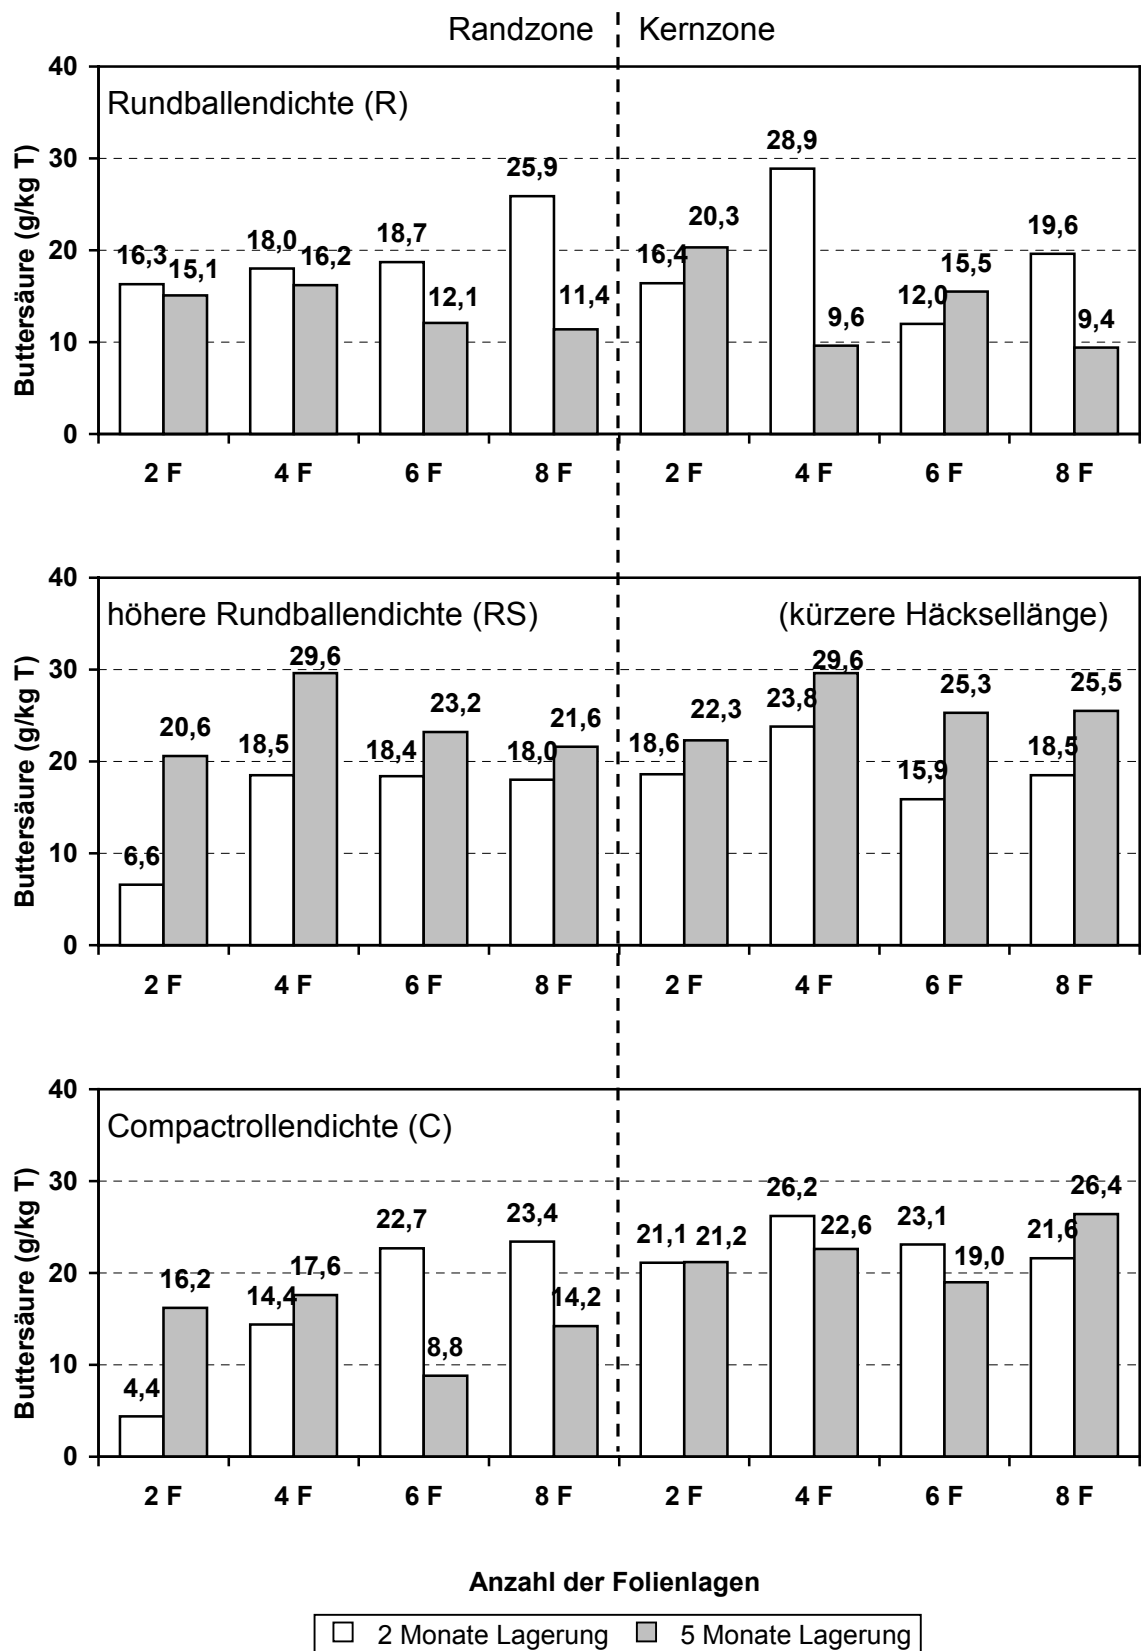 Randzone Kernzone
40
Rundballendichte (R)
30
20
10
0
Buttersäure (g/kg T)
16,3 15,1 18,0 16,2 18,7 12,1 25,9 11,4 16,4 20,3 28,9 9,6 12,0 15,5 19,6 9,4
2 F 4 F 6 F 8 F 2 F 4 F 6 F 8 F
40
höhere Rundballendichte (RS) (kürzere Häcksellänge)
30
20
10
0
Buttersäure (g/kg T)
6,6 20,6 18,5 29,6 18,4 23,2 18,0 21,6 18,6 22,3 23,8 29,6 15,9 25,3 18,5 25,5
2 F 4 F 6 F 8 F 2 F 4 F 6 F 8 F
40
Compactrollendichte (C)
30
20
10
0
Buttersäure (g/kg T)
4,4 16,2 14,4 17,6 22,7 8,8 23,4 14,2 21,1 21,2 26,2 22,6 23,1 19,0 21,6 26,4
2 F 4 F 6 F 8 F 2 F 4 F 6 F 8 F
Anzahl der Folienlagen
2 Monate Lagerung 5 Monate Lagerung